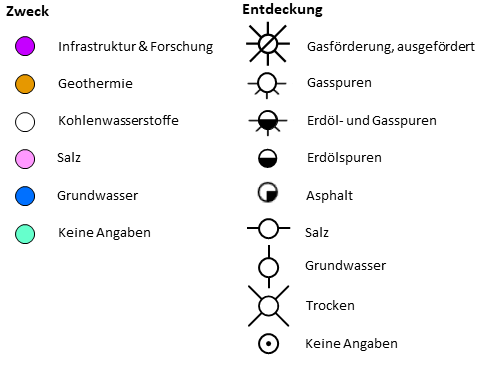 Zweck
Infrastruktur & Forschung
Geothermie
Kohlenwasserstoffe
Salz
Grundwasser
Keine Angaben
Entdeckung
Gasförderung, ausgefördert
Gasspuren
Erdöl- und Gasspuren
Erdölspuren
Asphalt
Salz
Grundwasser
Trocken
Keine Angaben